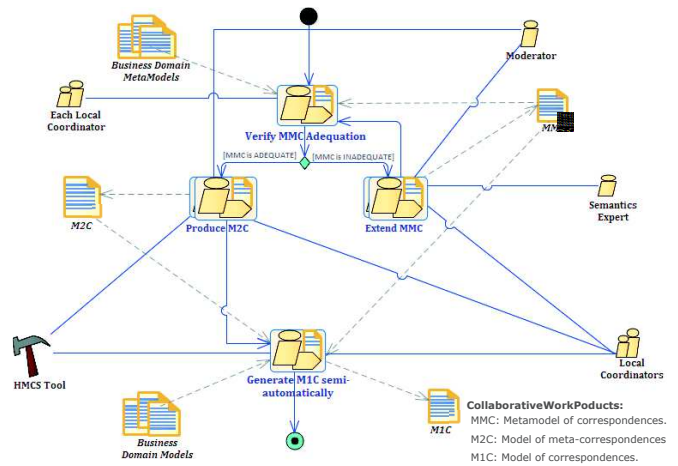 Business Domain
MetaModels
Moderator
Each Local
Coordinator
Verify MMC Adequation
[MMC is ADEQUATE]
[MMC is INADEQUATE]
M2C
Produce M2C
Extend MMC
Semantics
Expert
HMCS Tool
Generate M1C semi-
automatically
Local
Coordinators
Business
Domain Models
M1C
CollaborativeWorkPoducts:
MMC: Metamodel of correspondences.
M2C: Model of meta-correspondences
M1C: Model of correspondences.